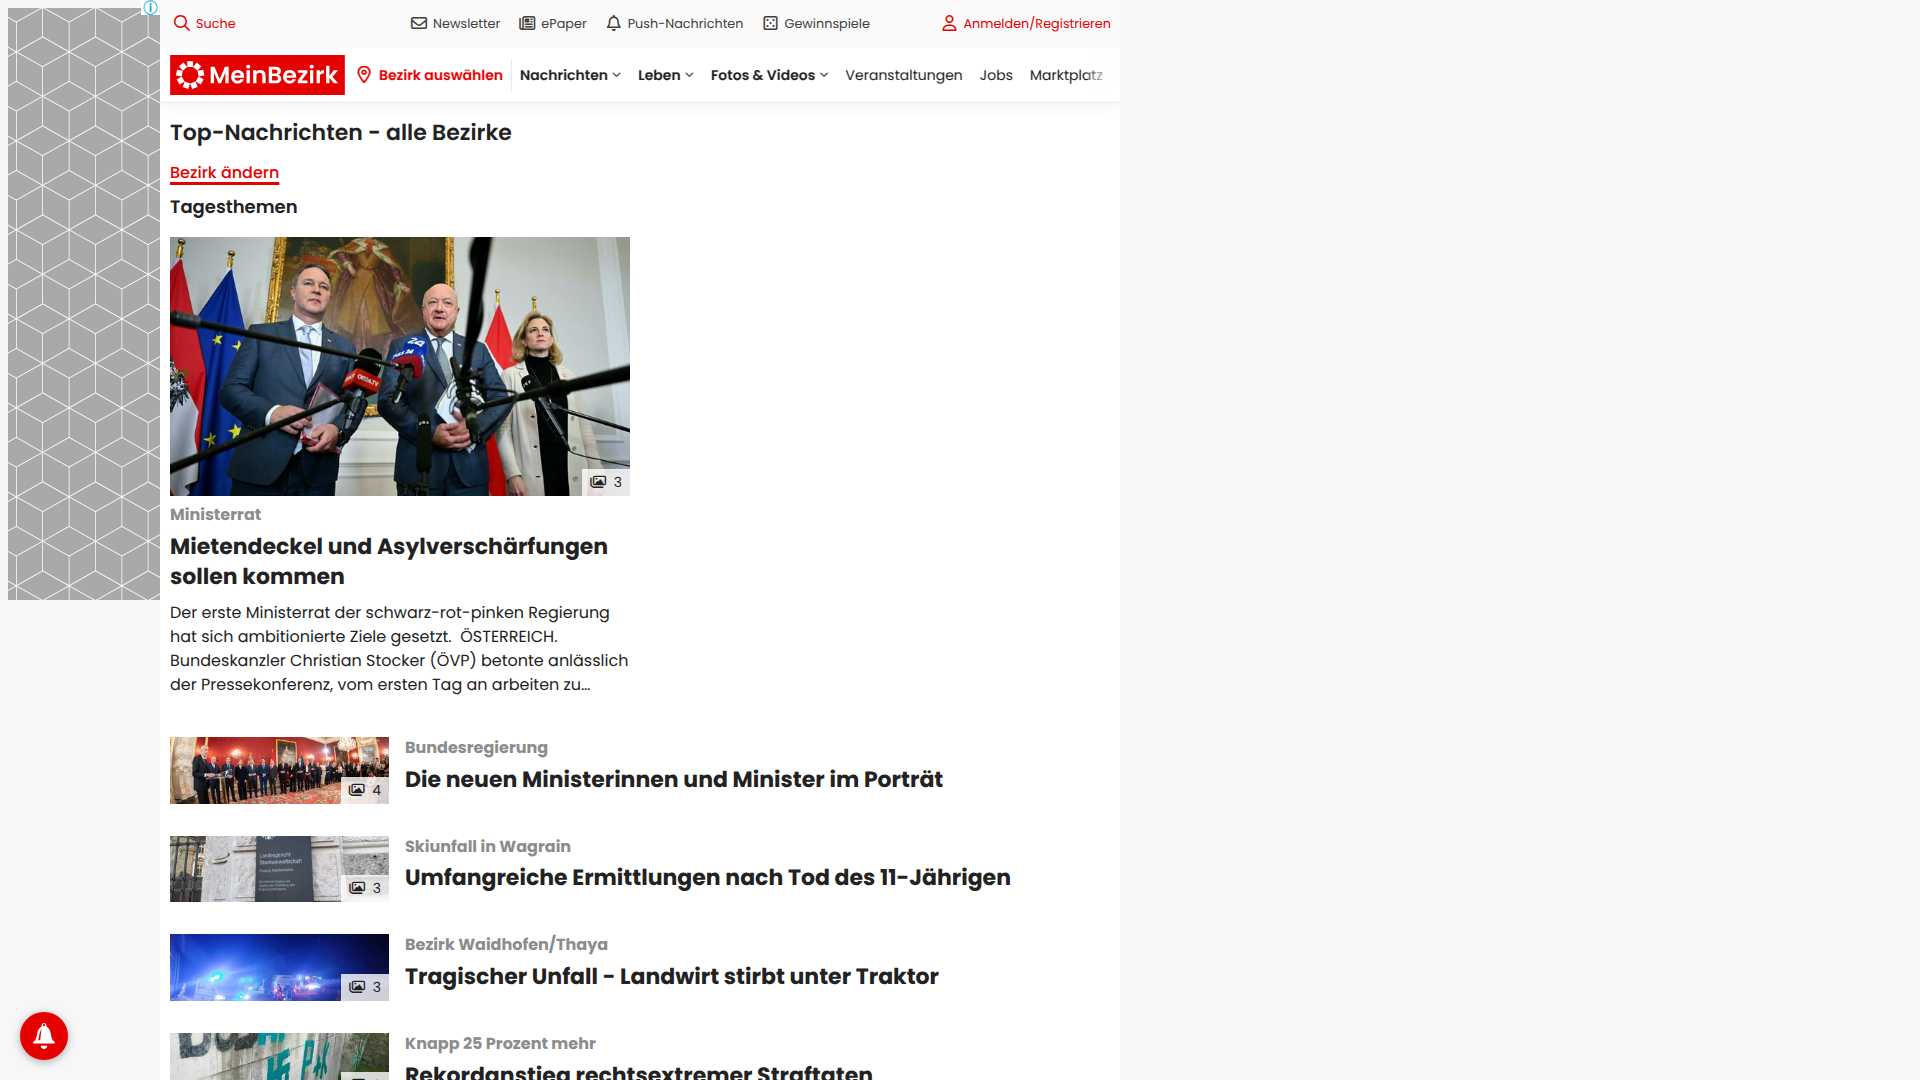 Suche
Newsletter
ePaper
Push-Nachrichten
Gewinnspiele
Anmelden/Registrieren
MeinBezirk
Bezirk auswählen
Nachrichten
Leben
Fotos & Videos
Veranstaltungen
Jobs
Marktplatz
Top-Nachrichten - alle Bezirke
Bezirk ändern
Tagesthemen
3
Ministerrat
Mietendeckel und Asylverschärfungen
sollen kommen
Der erste Ministerrat der schwarz-rot-pinken Regierung
hat sich ambitionierte Ziele gesetzt.  ÖSTERREICH.
Bundeskanzler Christian Stocker (ÖVP) betonte anlässlich
der Pressekonferenz, vom ersten Tag an arbeiten zu...
4
Bundesregierung
Die neuen Ministerinnen und Minister im Porträt
Landesgericht
Staatsanwaltschaft
3
Skiunfall in Wagrain
Umfangreiche Ermittlungen nach Tod des 11-Jährigen
3
Bezirk Waidhofen/Thaya
Tragischer Unfall - Landwirt stirbt unter Traktor
Knapp 25 Prozent mehr
Rekordanstieg rechtsextremer Straftaten